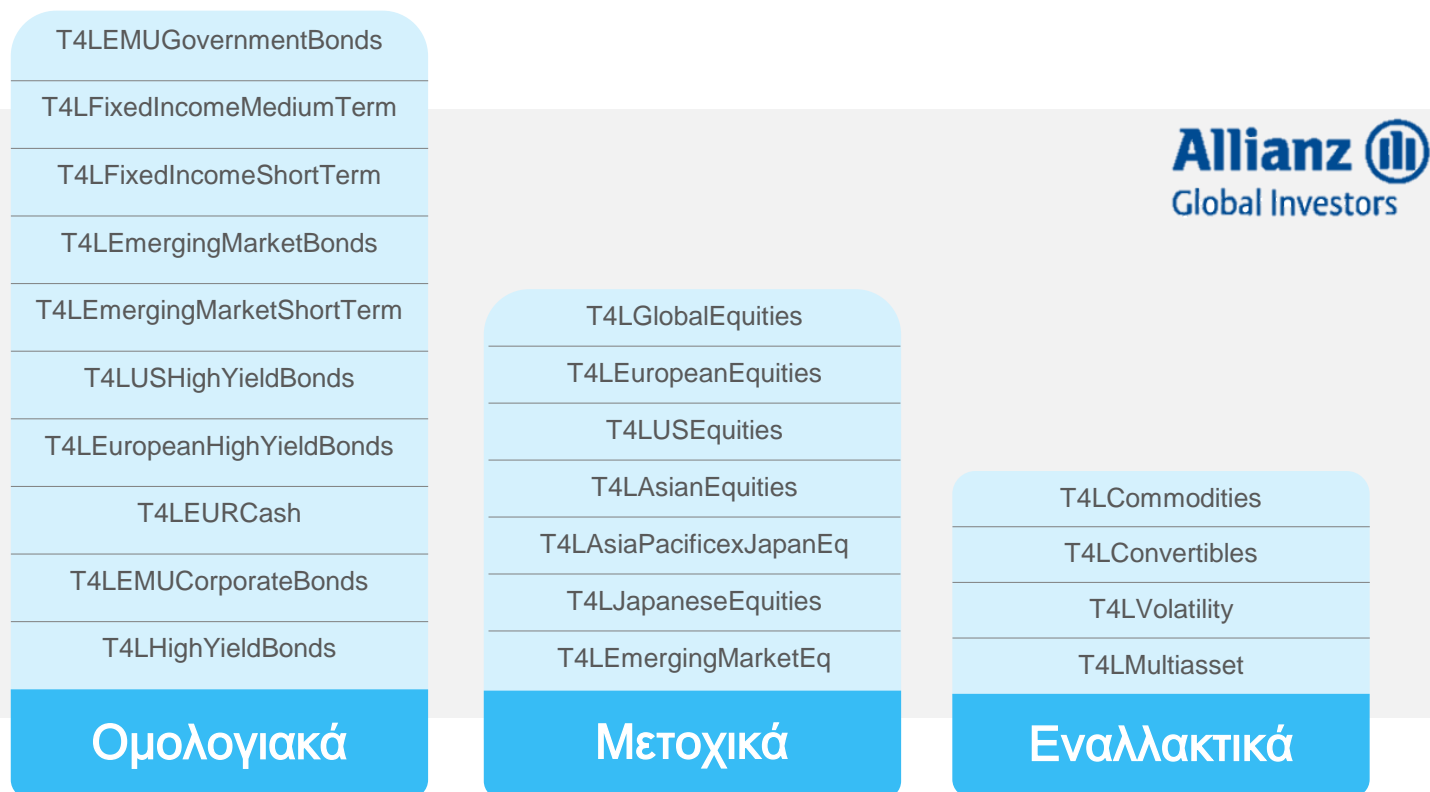 T4LEMUGovernmentBonds
T4LFixedIncomeMediumTerm
T4LFixedIncomeShortTerm
T4LEmergingMarketBonds
T4LEmergingMarketShortTerm
T4LUSHighYieldBonds
T4LEuropeanHighYieldBonds
T4LEURCash
T4LEMUCorporateBonds
T4LHighYieldBonds
Ομολογιακά
T4LGlobalEquities
T4LEuropeanEquities
T4LUSEquities
T4LAsianEquities
T4LAsiaPacificexJapanEq
T4LJapaneseEquities
T4LEmergingMarketEq
Μετοχικά
Allianz
Global Investors
T4LCommodities
T4LConvertibles
T4LVolatility
T4LMultiasset
Εναλλακτικά